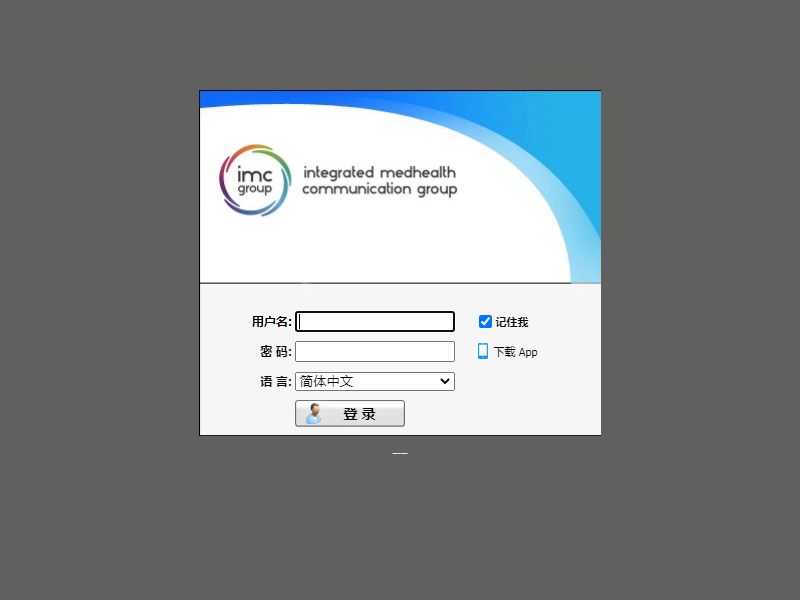 imc
group
integrated medhealth
communication group
用户名:
记住我
密 码:
下载 App
语 言:
简体中文
登 录